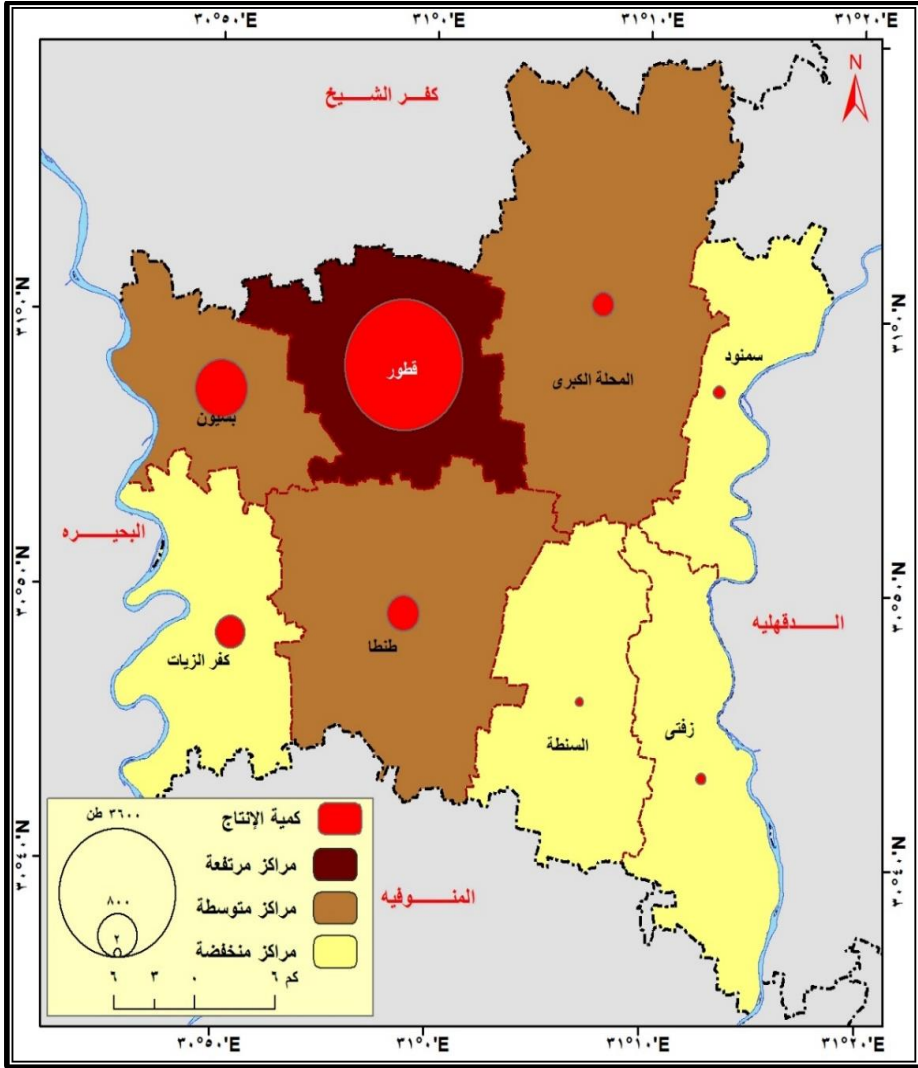 ٣٠°٥٠'E
٣١°٠'E
٣١°١٠'E
٣١°٢٠'E
N
كفــر الشـــيخ
٣١°٠'N
٣١°٠'N
سمنود
قطور
المحلة الكبرى
بسيون
البحيـــره
٣٠°٥٠'N
٣٠°٥٠'N
الـــدقهليه
طنطا
كفر الزيات
زفتى
السنطة
٣٦٠٠ طن
كمية الإنتاج
مراكز مرتفعة
٣٠°٤٠'N
٣٠°٤٠'N
المنـــوفيه
٨٠٠
مراكز متوسطة
٢
مراكز منخفضة
٦ ٣ ٠ ٦ كم
٣٠°٥٠'E
٣١°٠'E
٣١°١٠'E
٣١°٢٠'E